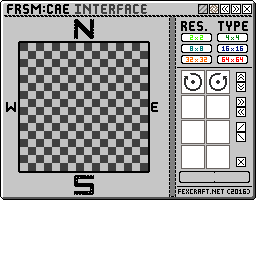 FRSM:CAE INTERFACE
N
W
E
S
RES. TYPE
2x2 4x4
8x8 16x16
32x32 64x64
FEXCRAFT.NET (2016)